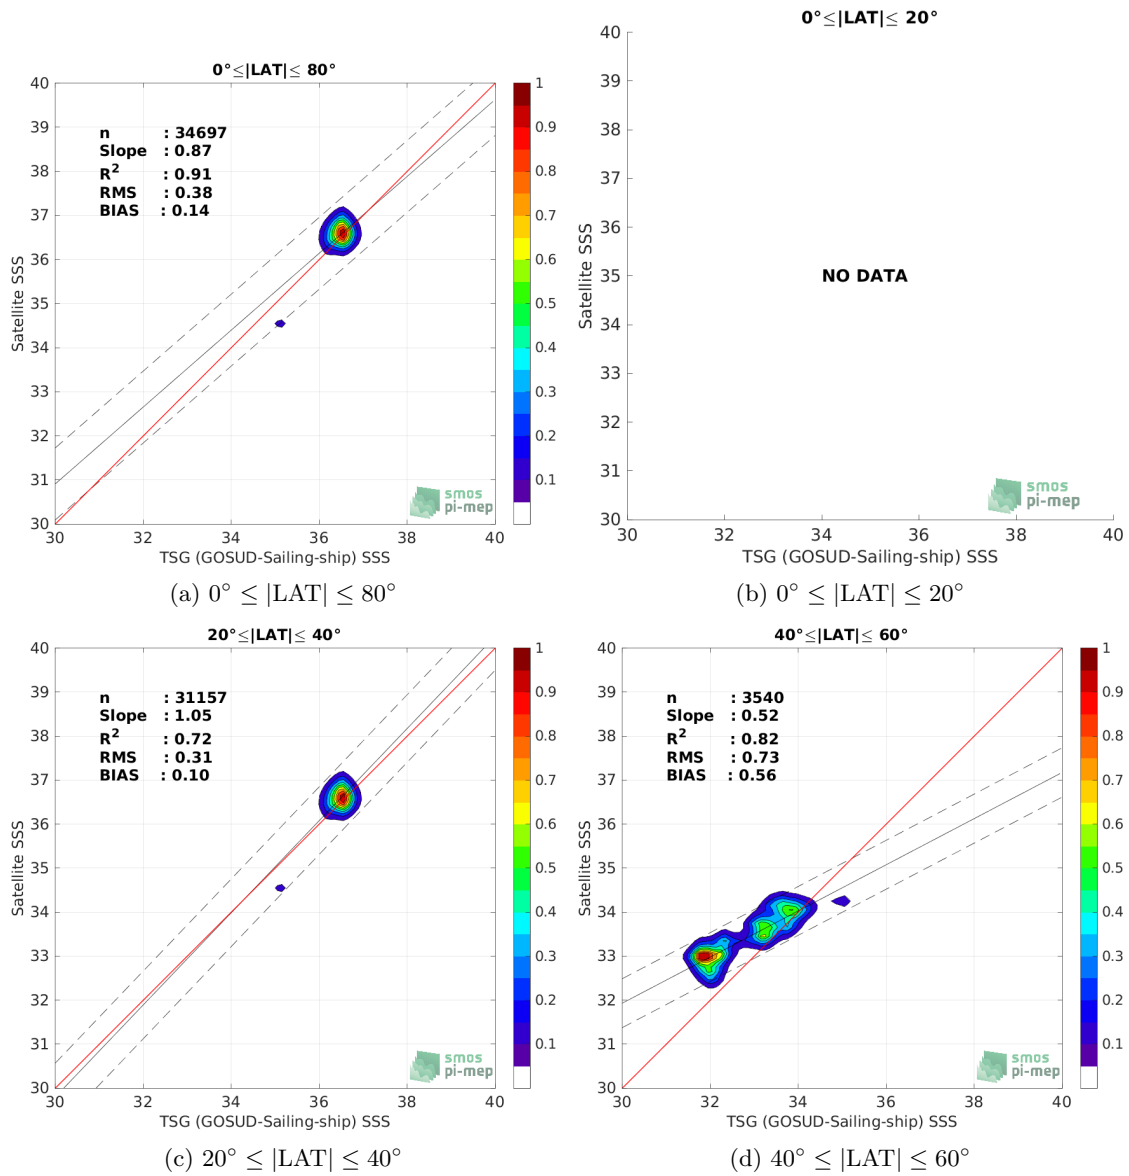 0°≤|LAT|≤ 80°
40
39
38
37
36
35
34
33
32
31
30
n : 34697
Slope : 0.87
R² : 0.91
RMS : 0.38
BIAS : 0.14
Satellite SSS
30 32 34 36 38 40
TSG (GOSUD-Sailing-ship) SSS
smos
pi-mep
1
0.9
0.8
0.7
0.6
0.5
0.4
0.3
0.2
0.1
(a) 0° ≤ |LAT| ≤ 80°
0°≤|LAT|≤ 20°
40
39
38
37
36
35
34
33
32
31
30
Satellite SSS
NO DATA
smos
pi-mep
30 32 34 36 38 40
TSG (GOSUD-Sailing-ship) SSS
(b) 0° ≤ |LAT| ≤ 20°
20°≤|LAT|≤ 40°
40
39
38
37
36
35
34
33
32
31
30
n : 31157
Slope : 1.05
R² : 0.72
RMS : 0.31
BIAS : 0.10
Satellite SSS
smos
pi-mep
30 32 34 36 38 40
TSG (GOSUD-Sailing-ship) SSS
1
0.9
0.8
0.7
0.6
0.5
0.4
0.3
0.2
0.1
(c) 20° ≤ |LAT| ≤ 40°
40°≤|LAT|≤ 60°
40
39
38
37
36
35
34
33
32
31
30
n : 3540
Slope : 0.52
R² : 0.82
RMS : 0.73
BIAS : 0.56
Satellite SSS
smos
pi-mep
30 32 34 36 38 40
TSG (GOSUD-Sailing-ship) SSS
1
0.9
0.8
0.7
0.6
0.5
0.4
0.3
0.2
0.1
(d) 40° ≤ |LAT| ≤ 60°